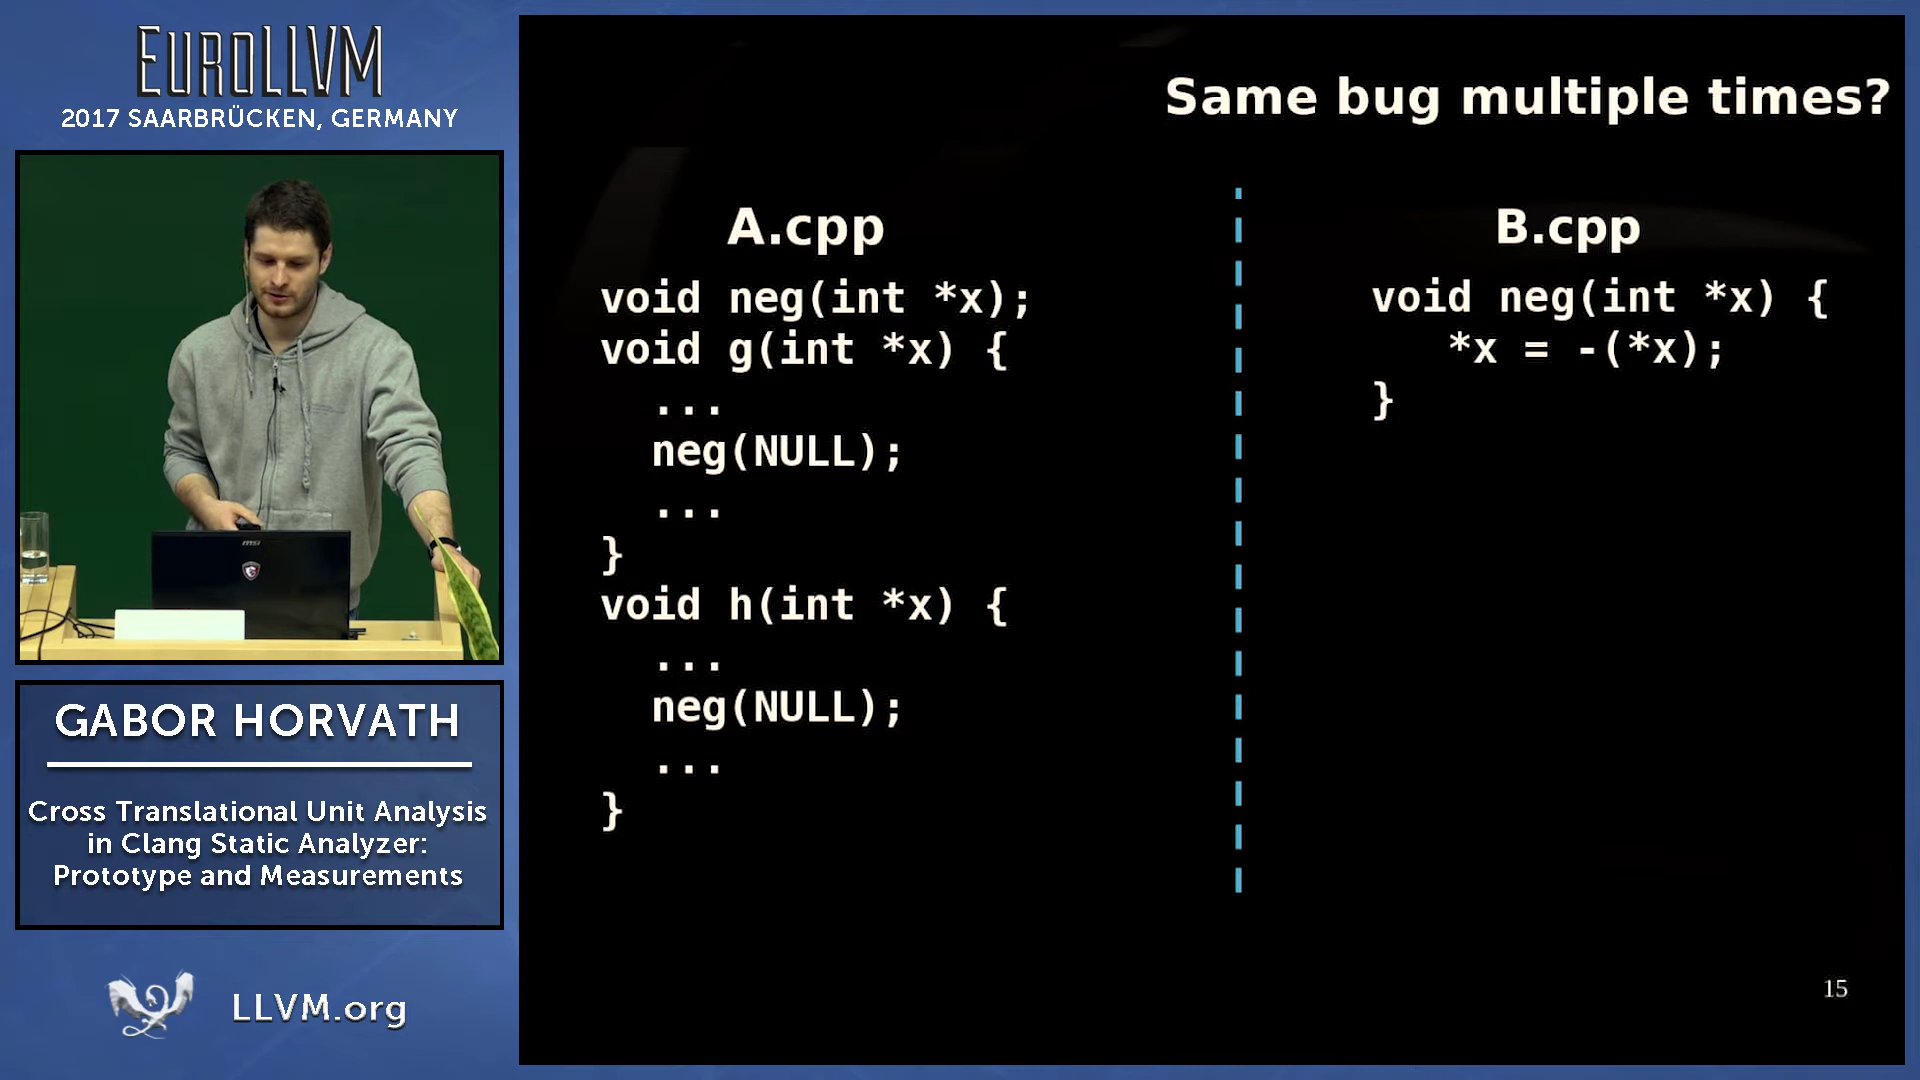 EUROLLVM
2017 SAARBRÜCKEN, GERMANY
msi
GABOR HORVATH
Cross Translational Unit Analysis
in Clang Static Analyzer:
Prototype and Measurements
LLVM.org
Same bug multiple times?
A.cpp
void neg(int *x);
void g(int *x) {
...
neg(NULL);
...
}
void h(int *x) {
...
neg(NULL);
...
}
B.cpp
void neg(int *x) {
*x = -(*x);
}
15